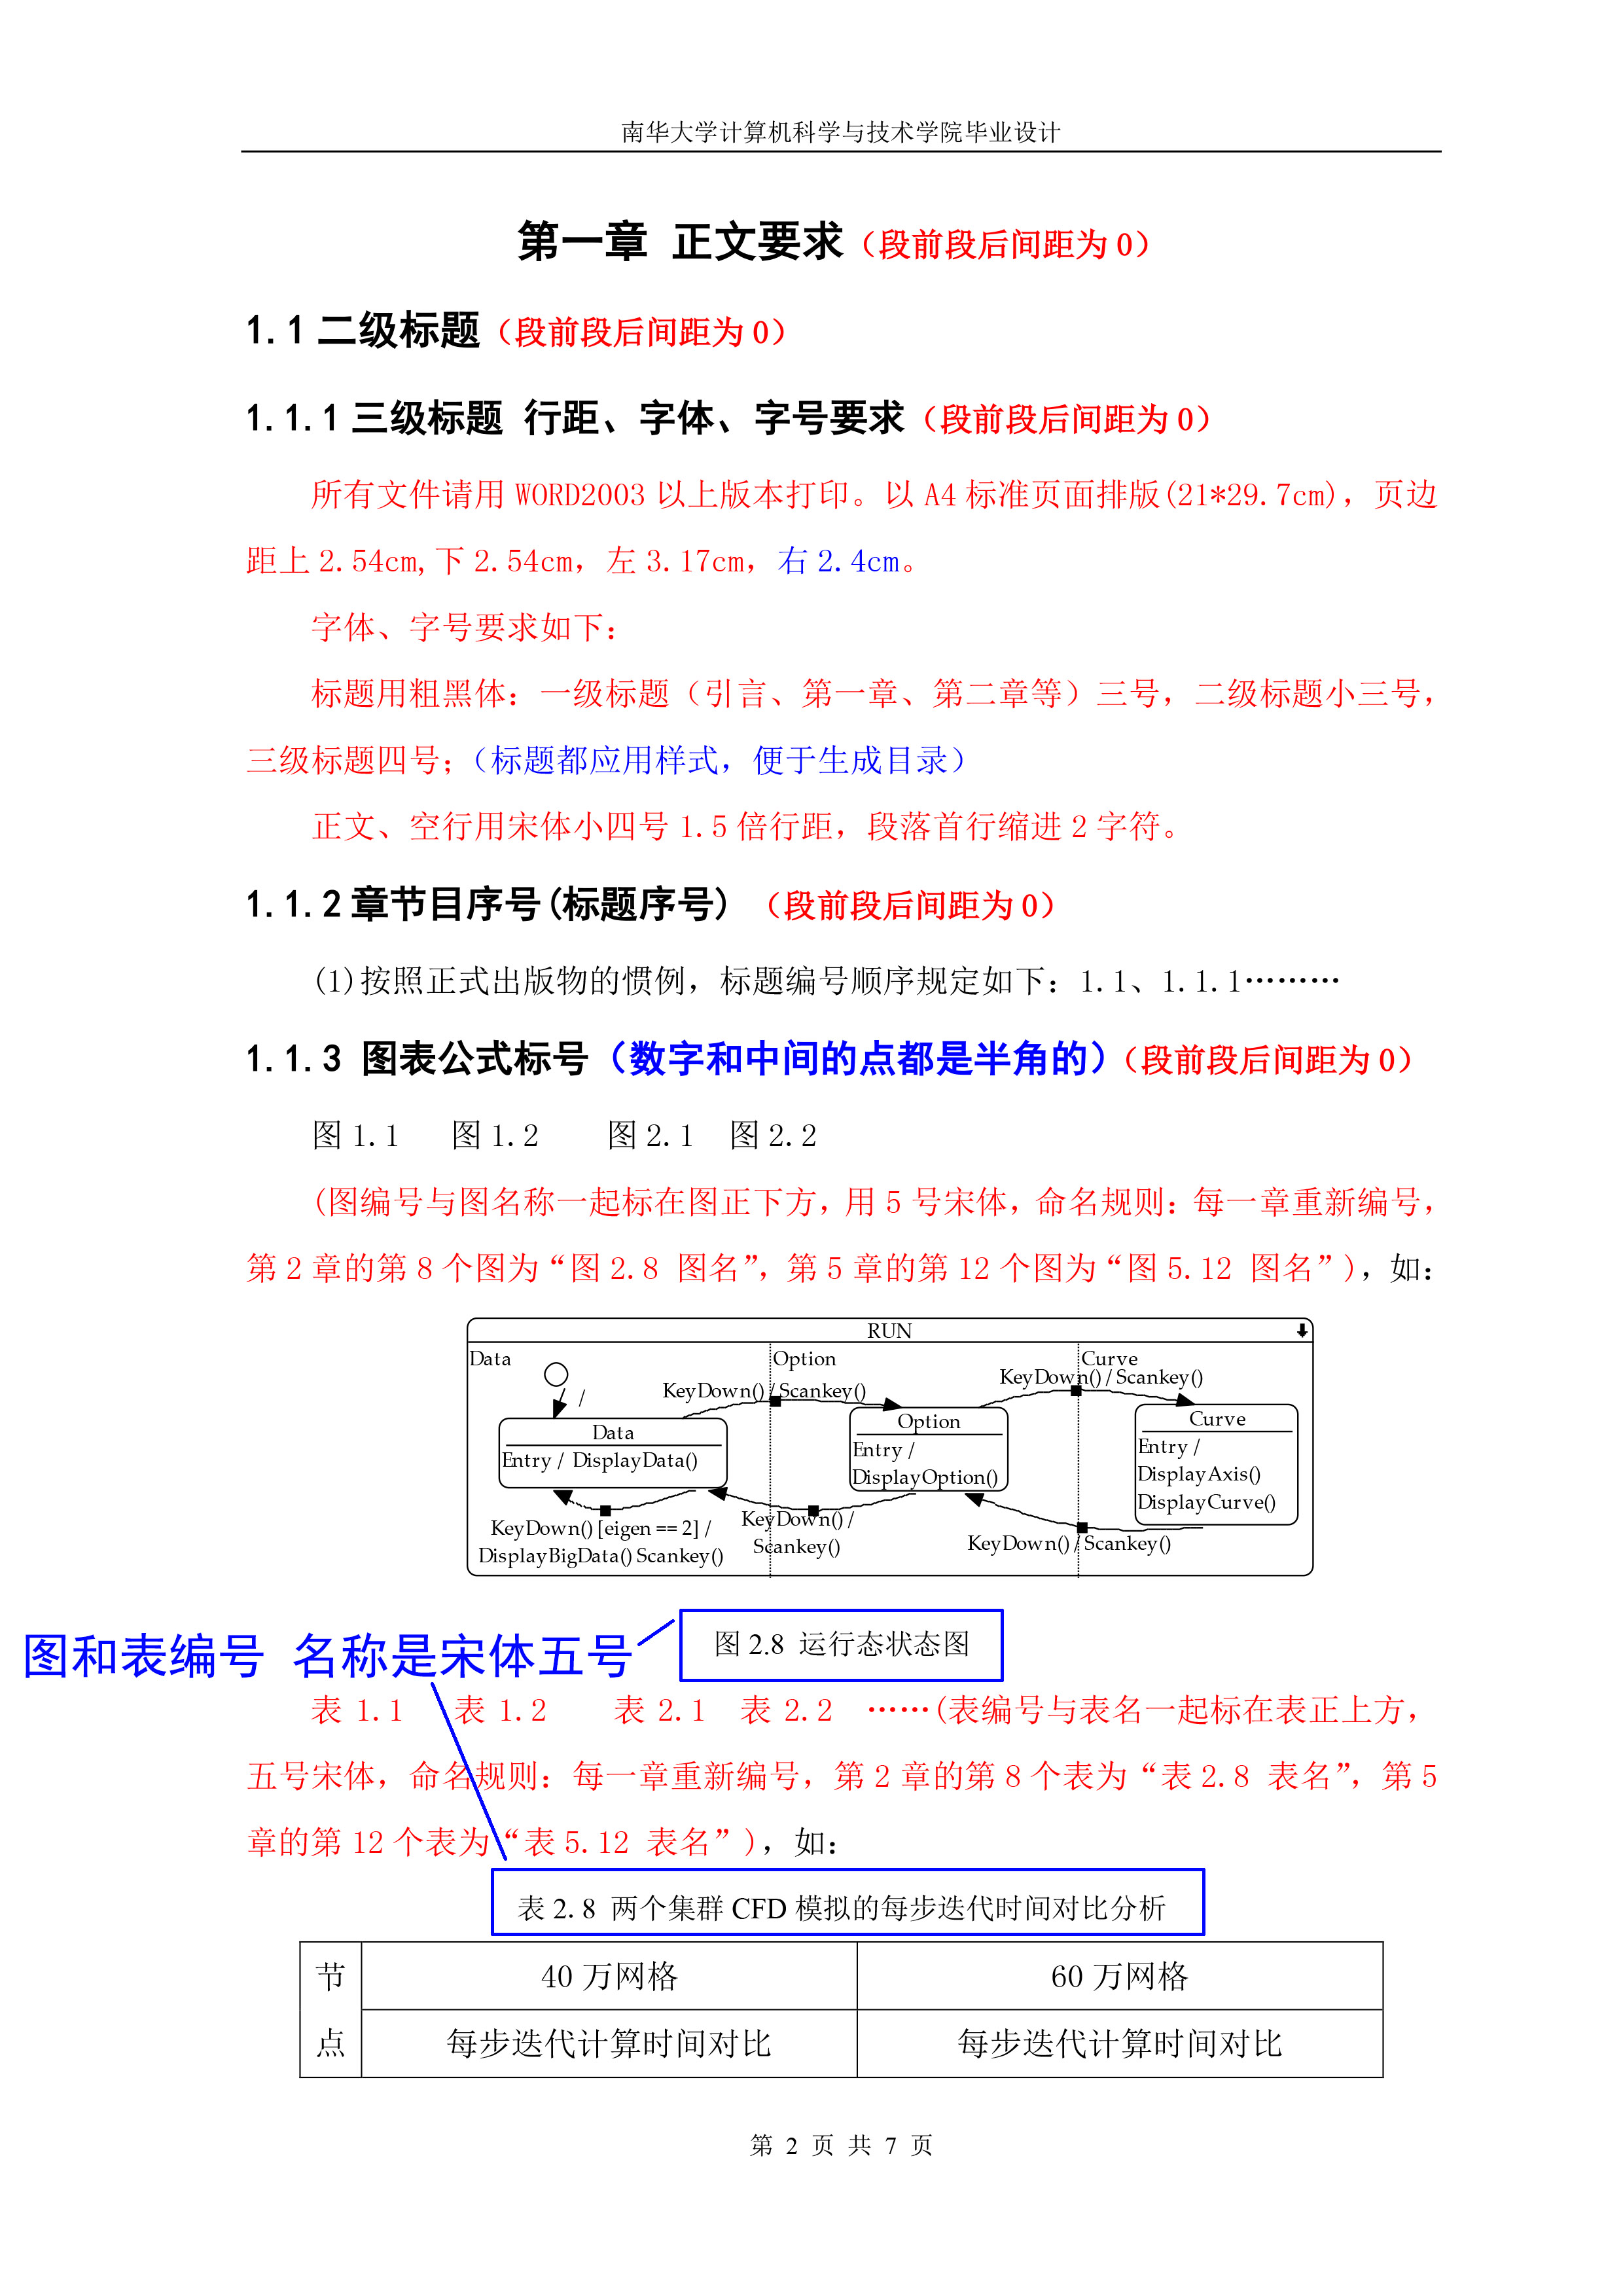 南华大学计算机科学与技术学院毕业设计
第一章 正文要求（段前段后间距为 0）
1.1 二级标题（段前段后间距为 0）
1.1.1 三级标题 行距、字体、字号要求（段前段后间距为 0）
所有文件请用 WORD2003 以上版本打印。以 A4 标准页面排版(21*29.7cm)，页边
距上 2.54cm,下 2.54cm，左 3.17cm，右 2.4cm。
字体、字号要求如下：
标题用粗黑体：一级标题（引言、第一章、第二章等）三号，二级标题小三号，
三级标题四号；（标题都应用样式，便于生成目录）
正文、空行用宋体小四号 1.5 倍行距，段落首行缩进 2 字符。
1.1.2 章节目序号(标题序号) （段前段后间距为 0）
(1)按照正式出版物的惯例，标题编号顺序规定如下：1.1、1.1.1………
1.1.3 图表公式标号（数字和中间的点都是半角的）（段前段后间距为 0）
图 1.1 图 1.2 图 2.1 图 2.2
(图编号与图名称一起标在图正下方，用 5 号宋体，命名规则：每一章重新编号，
第 2 章的第 8 个图为“图 2.8 图名”，第 5 章的第 12 个图为“图 5.12 图名”)，如：
RUN
Data
Option
Curve
/
KeyDown() / Scankey()
KeyDown() / Scankey()
Data
Entry / DisplayData()
Option
Entry /
DisplayOption()
Curve
Entry /
DisplayAxis()
DisplayCurve()
KeyDown() [eigen == 2] /
DisplayBigData() Scankey()
KeyDown() /
Scankey()
KeyDown() / Scankey()
图 2.8 运行态状态图
图和表编号 名称是宋体五号
表 1.1 表 1.2 表 2.1 表 2.2 ……(表编号与表名一起标在表正上方，
五号宋体，命名规则：每一章重新编号，第 2 章的第 8 个表为“表 2.8 表名”，第 5
章的第 12 个表为“表 5.12 表名”)，如：
表 2.8 两个集群 CFD 模拟的每步迭代时间对比分析
节
点
40 万网格
60 万网格
每步迭代计算时间对比
每步迭代计算时间对比
第 2 页 共 7 页